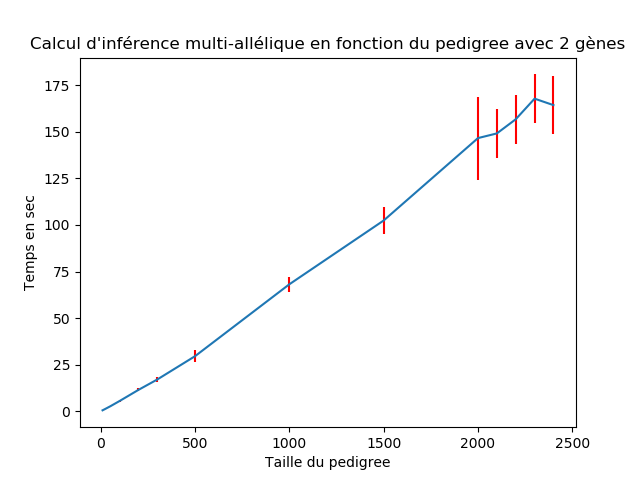 Calcul d'inférence multi-allélique en fonction du pedigree avec 2 gènes
175
150
125
100
75
50
25
0
Temps en sec
0 500 1000 1500 2000 2500
Taille du pedigree